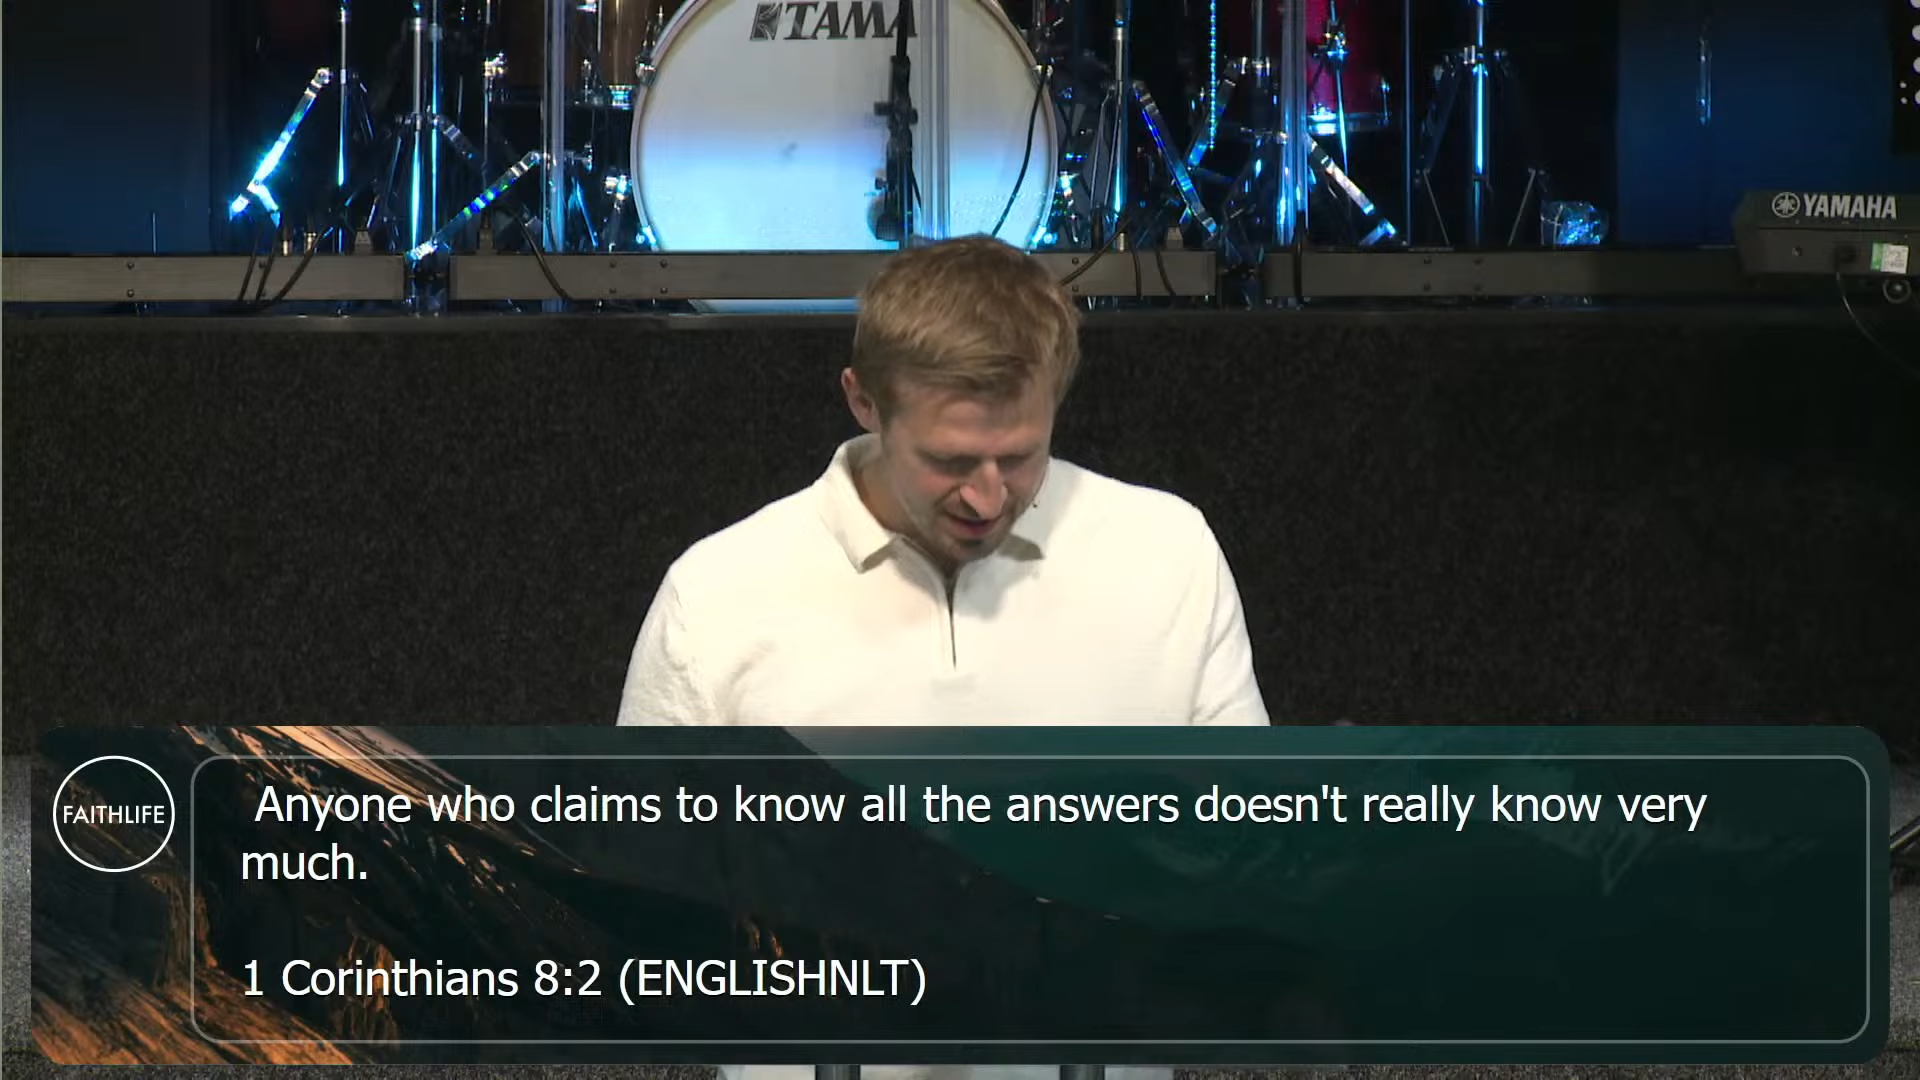 TAMA
YAMAHA
FAITHLIFE
Anyone who claims to know all the answers doesn't really know very
much.
1 Corinthians 8:2 (ENGLISHNLT)